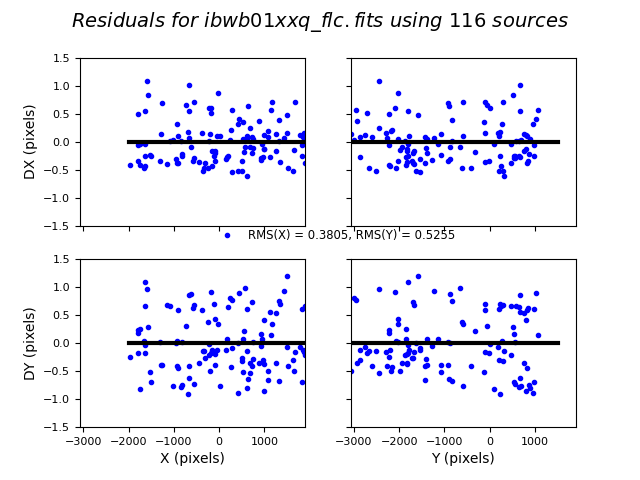 Residuals for ibwb01xxq_flc.fits using 116 sources
1.5
1.0
0.5
0.0
−0.5
−1.0
−1.5
DX (pixels)
RMS(X) = 0.3805, RMS(Y) = 0.5255
1.5
1.0
0.5
0.0
−0.5
−1.0
−1.5
DY (pixels)
−3000 −2000 −1000 0 1000
X (pixels)
−3000 −2000 −1000 0 1000
Y (pixels)